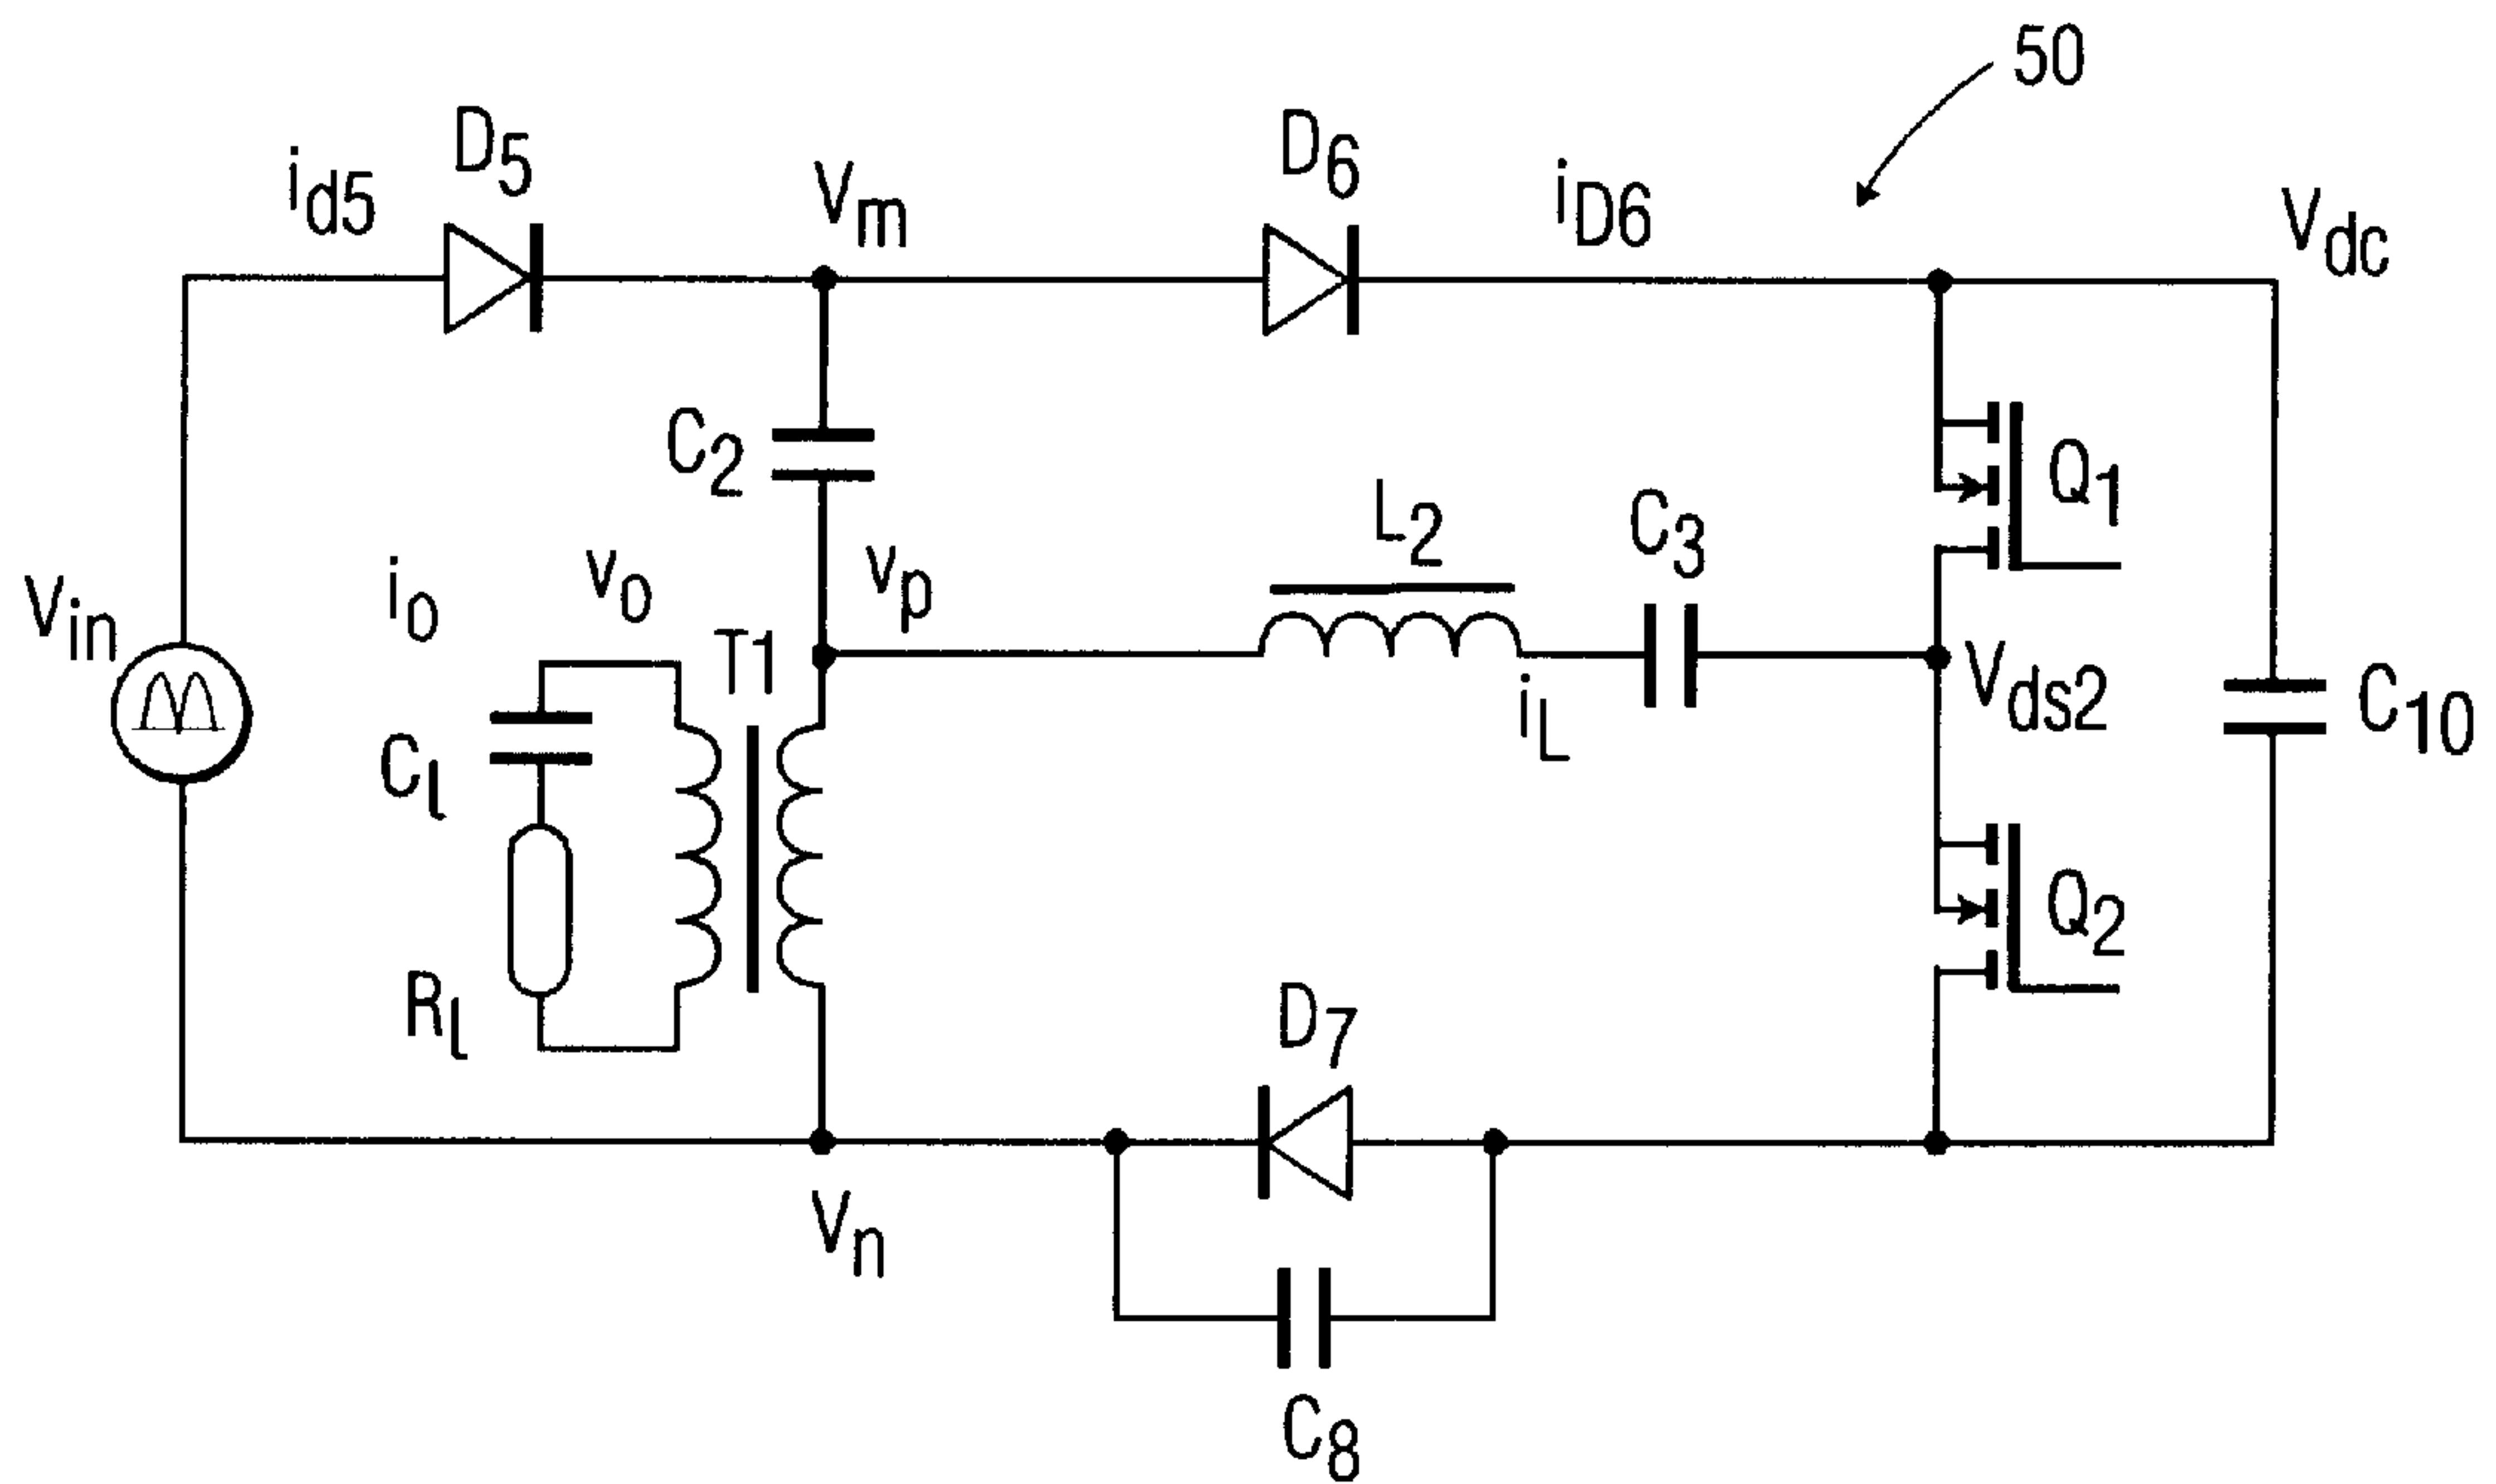 50
D5
D6
id5
Vm
iD6
Vdc
C2
L2
C3
Q1
Vin
io
vo
vp
T1
iL
Vds2
C10
Cl
Q2
Rl
D7
Vn
C8